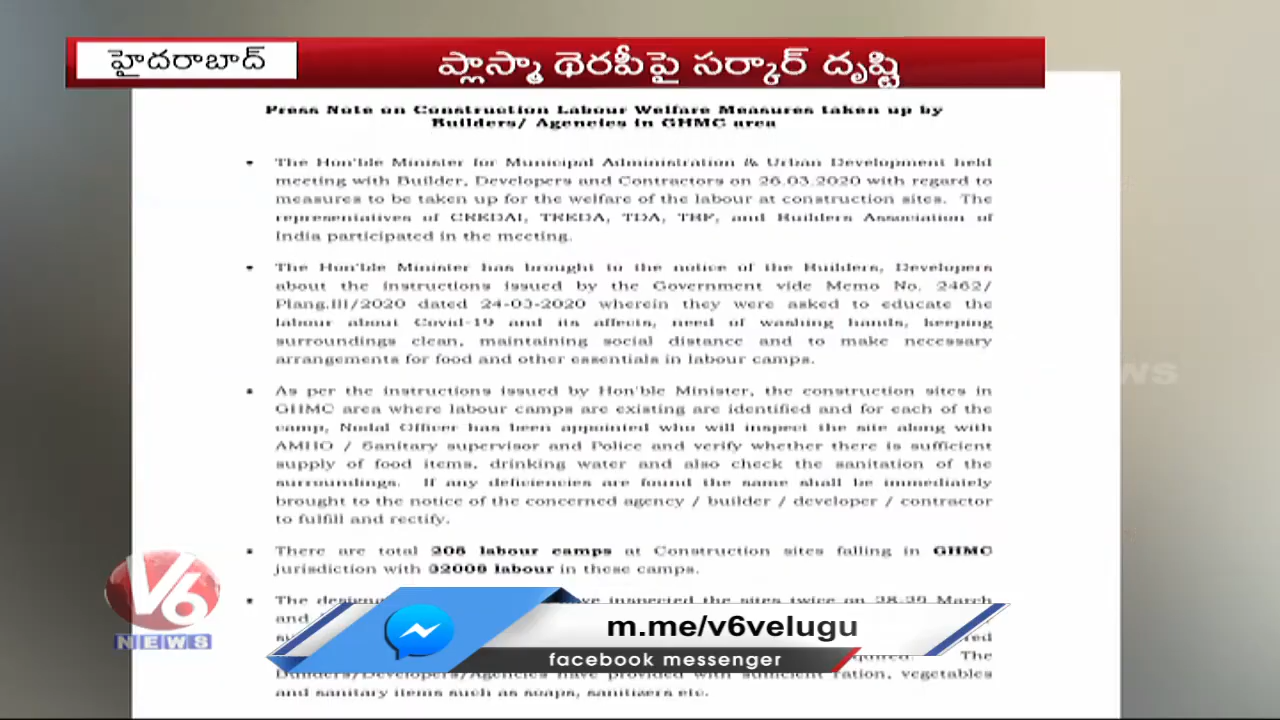 హైదరాబాద్
ప్లాస్మా థెరపీపై సర్కార్ దృష్టి
Press Note on Construction Labour Welfare Measures taken up by
Builders/ Agencies in GHMC area
• The Hon'ble Minister for Municipal Administration & Urban Development held
meeting with Builder, Developers and Contractors on 26.03.2020 with regard to
measures to be taken up for the welfare of the labour at construction sites. The
representatives of CREDAI, TREDA, TDA, TBF, and Builders Association of
India participated in the meeting.
• The Hon'ble Minister has brought to the notice of the Builders, Developers
about the instructions issued by the Government vide Memo No. 2462/
Plang.III/2020 dated 24-03-2020 wherein they were asked to educate the
labour about Covid-19 and its affects, need of washing hands, keeping
surroundings clean, maintaining social distance and to make necessary
arrangements for food and other essentials in labour camps.
• As per the instructions issued by Hon'ble Minister, the construction sites in
GHMC area where labour camps are existing are identified and for each of the
camp, Nodal Officer has been appointed who will inspect the site along with
AMHO / Sanitary supervisor and Police and verify whether there is sufficient
supply of food items, drinking water and also check the sanitation of the
surroundings. If any deficiencies are found the same shall be immediately
brought to the notice of the concerned agency / builder / developer / contractor
to fulfill and rectify.
• There are total labour camps at Construction sites falling in GHMC
jurisdiction with labour in these camps.
• The inspected the sites twice on March
and
The
Builders/Developers/Agencies have provided with sufficient ration, vegetables
and sanitary items such as soaps, sanitizers etc.
V6
NEWS
m.me/v6velugu
facebook messenger